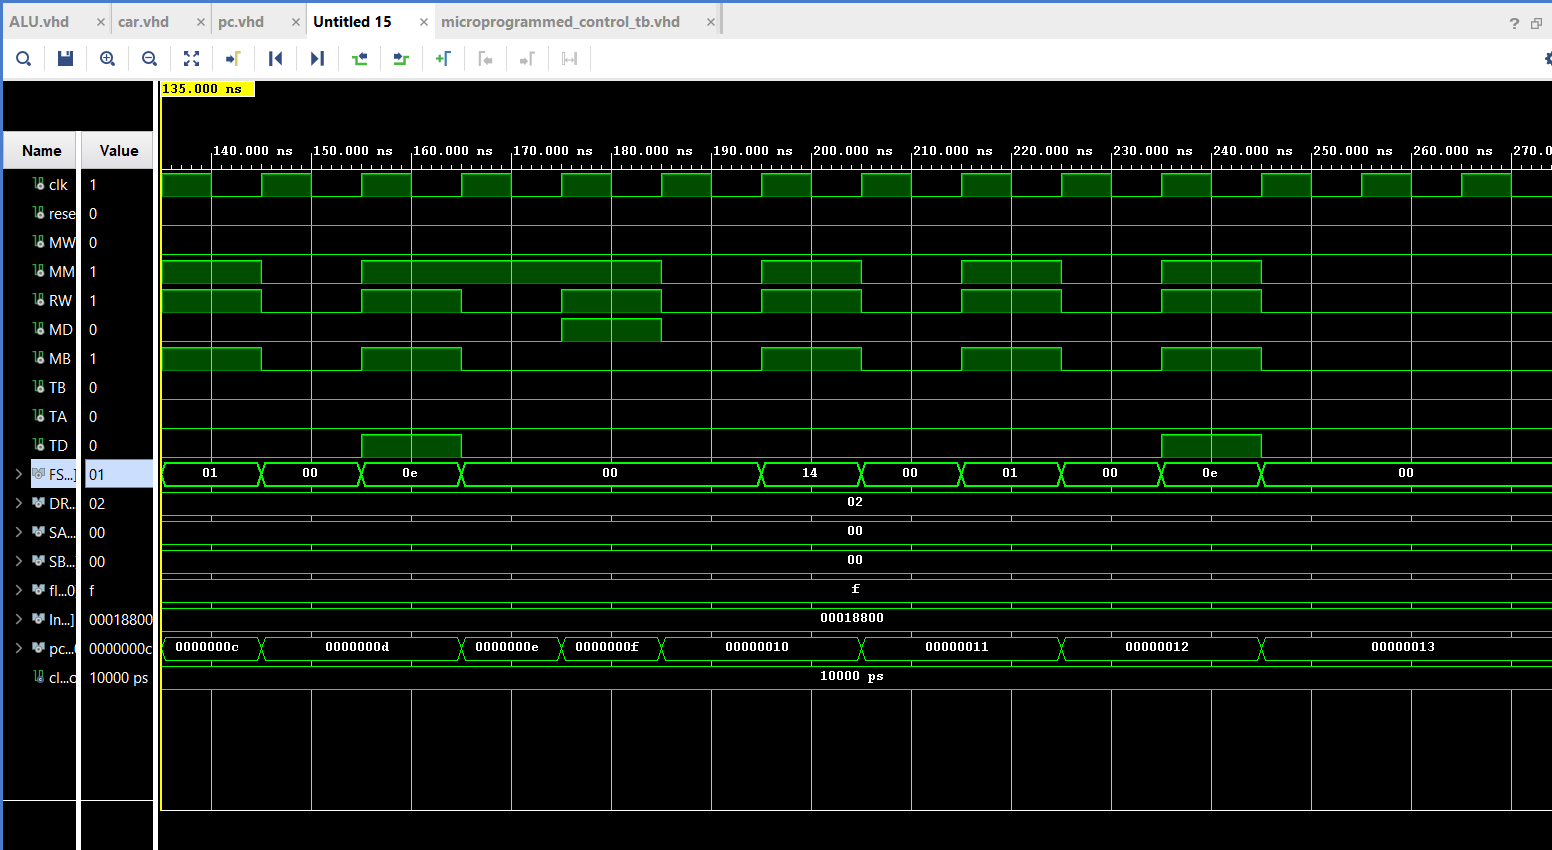 ALU.vhd × car.vhd × pc.vhd × Untitled 15 × microprogrammed_control_tb.vhd × ?
135.000 ns
Name Value
140.000 ns 150.000 ns 160.000 ns 170.000 ns 180.000 ns 190.000 ns 200.000 ns 210.000 ns 220.000 ns 230.000 ns 240.000 ns 250.000 ns 260.000 ns 270.0
clk 1
rese 0
MW 0
MM 1
RW 1
MD 0
MB 1
TB 0
TA 0
TD 0
FS...] 01 01 00 0e 00 14 00 01 00 0e 00
DR... 02 02
SA... 00 00
SB... 00 00
fl...0 f f
In...] 00018800 00018800
pc... 0000000c 0000000c 0000000d 0000000e 0000000f 00000010 00000011 00000012 00000013
cl...o 10000 ps 10000 ps